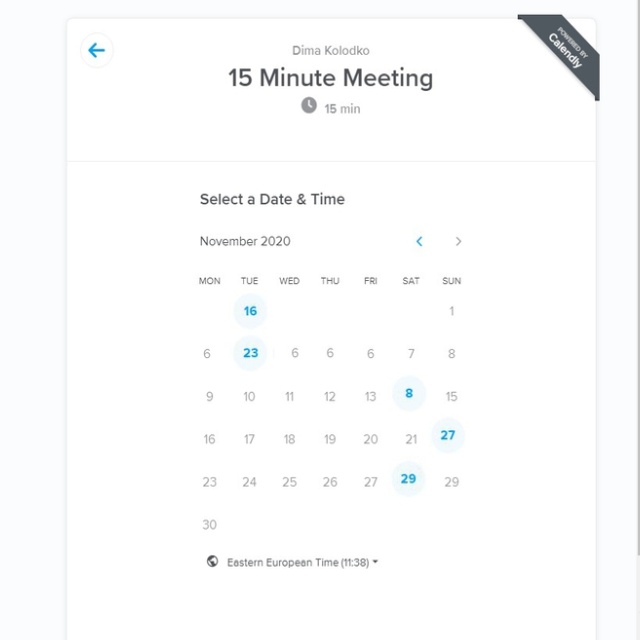 POWERED BY
Calendly
Dima Kolodko
15 Minute Meeting
15 min
Select a Date & Time
November 2020
MON TUE WED THU FRI SAT SUN
16 1
6 23 6 6 6 7 8
9 10 11 12 13 8 15
16 17 18 19 20 21 27
23 24 25 26 27 29 29
30
Eastern European Time (11:38)